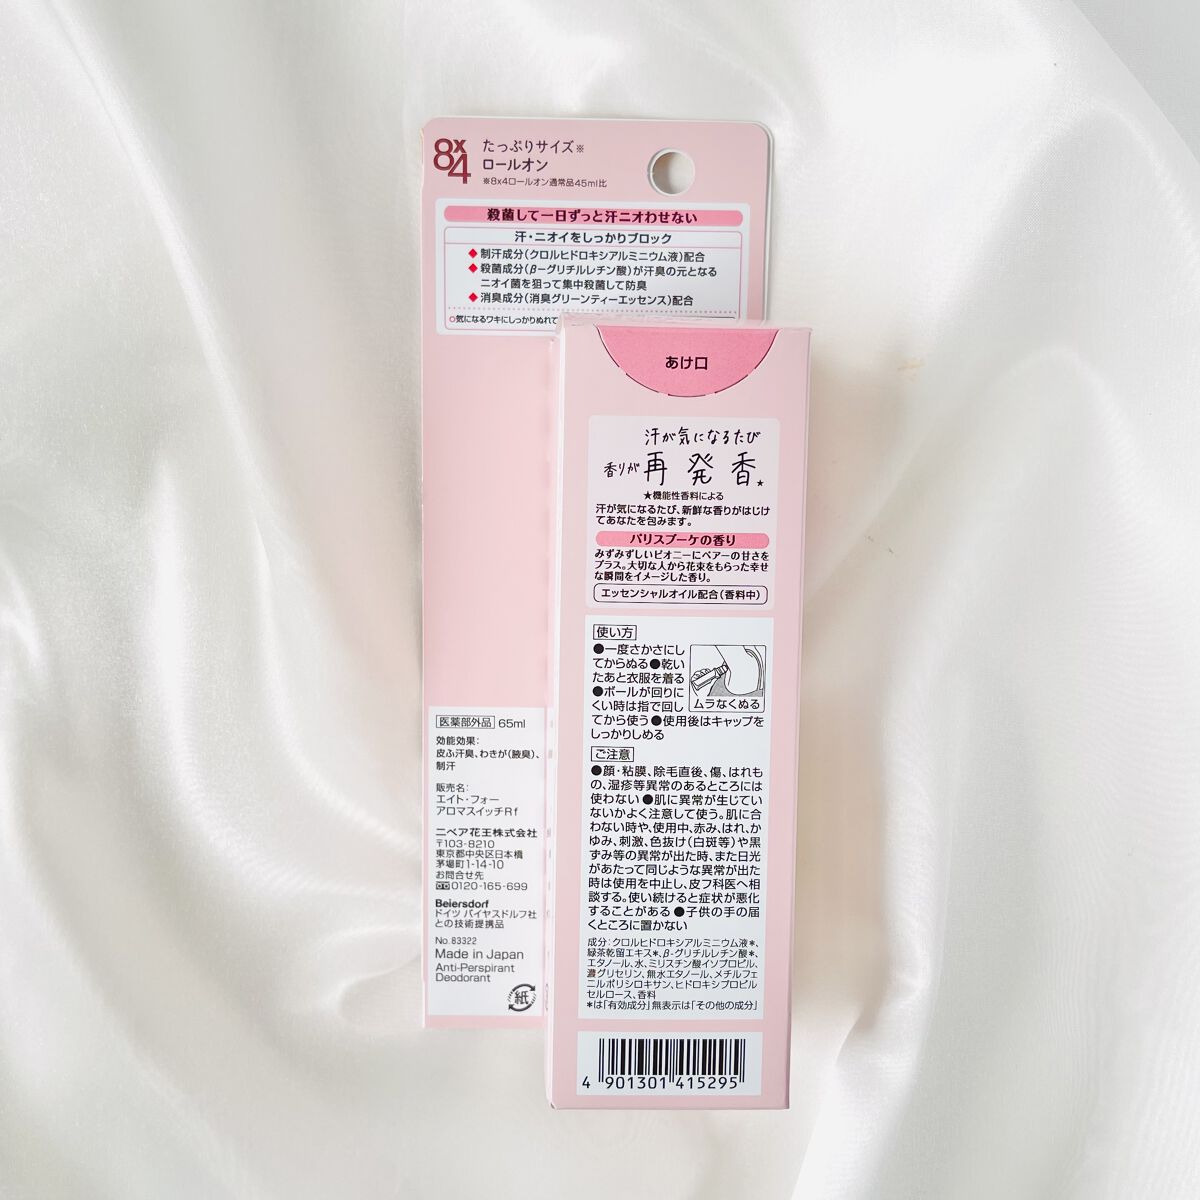 8x4
たっぷりサイズ※
ロールオン
※8x4ロールオン通常品45ml比
殺菌して一日ずっと汗ニオわせない
汗・ニオイをしっかりブロック
◆制汗成分(クロルヒドロキシアルミニウム液)配合
◆殺菌成分(β-グリチルレチン酸)が汗臭の元となる
ニオイ菌を狙って集中殺菌して防臭
◆消臭成分(消臭グリーンティーエッセンス)配合
○気になるワキにしっかりぬれて
医薬部外品 65ml
効能効果:
皮ふ汗臭、わきが(腋臭)、
制汗
販売名:
エイト・フォー
アロマスイッチRf
ニベア花王株式会社
〒103-8210
東京都中央区日本橋
茅場町1-14-10
お問合せ先
0120-165-699
Beiersdorf
ドイツ バイヤスドルフ社
との技術提携品
No.83322
Made in Japan
Anti-Perspirant
Deodorant
紙
あけ口
汗が気になるたび
香りが再発香★
★機能性香料による
汗が気になるたび、新鮮な香りがはじけ
てあなたを包みます。
パリスブーケの香り
みずみずしいピオニーにペアーの甘さを
プラス。大切な人から花束をもらった幸せ
な瞬間をイメージした香り。
エッセンシャルオイル配合(香料中)
使い方
●一度さかさにし
てからぬる●乾い
たあと衣服を着る
●ボールが回りに
くい時は指で回し
てから使う●使用後はキャップを
しっかりしめる
ムラなくぬる
ご注意
●顔・粘膜、除毛直後、傷、はれも
の、湿疹等異常のあるところには
使わない●肌に異常が生じてい
ないかよく注意して使う。肌に合
わない時や、使用中、赤み、はれ、か
ゆみ、刺激、色抜け(白斑等)や黒
ずみ等の異常が出た時、また日光
があたって同じような異常が出た
時は使用を中止し、皮フ科医へ相
談する。使い続けると症状が悪化
することがある●子供の手の届
くところに置かない
成分:クロルヒドロキシアルミニウム液*、
緑茶乾留エキス*、β-グリチルレチン酸*、
エタノール、水、ミリスチン酸イソプロピル、
濃グリセリン、無水エタノール、メチルフェ
ニルポリシロキサン、ヒドロキシプロピル
セルロース、香料
*は「有効成分」無表示は「その他の成分」
4 901301 415295